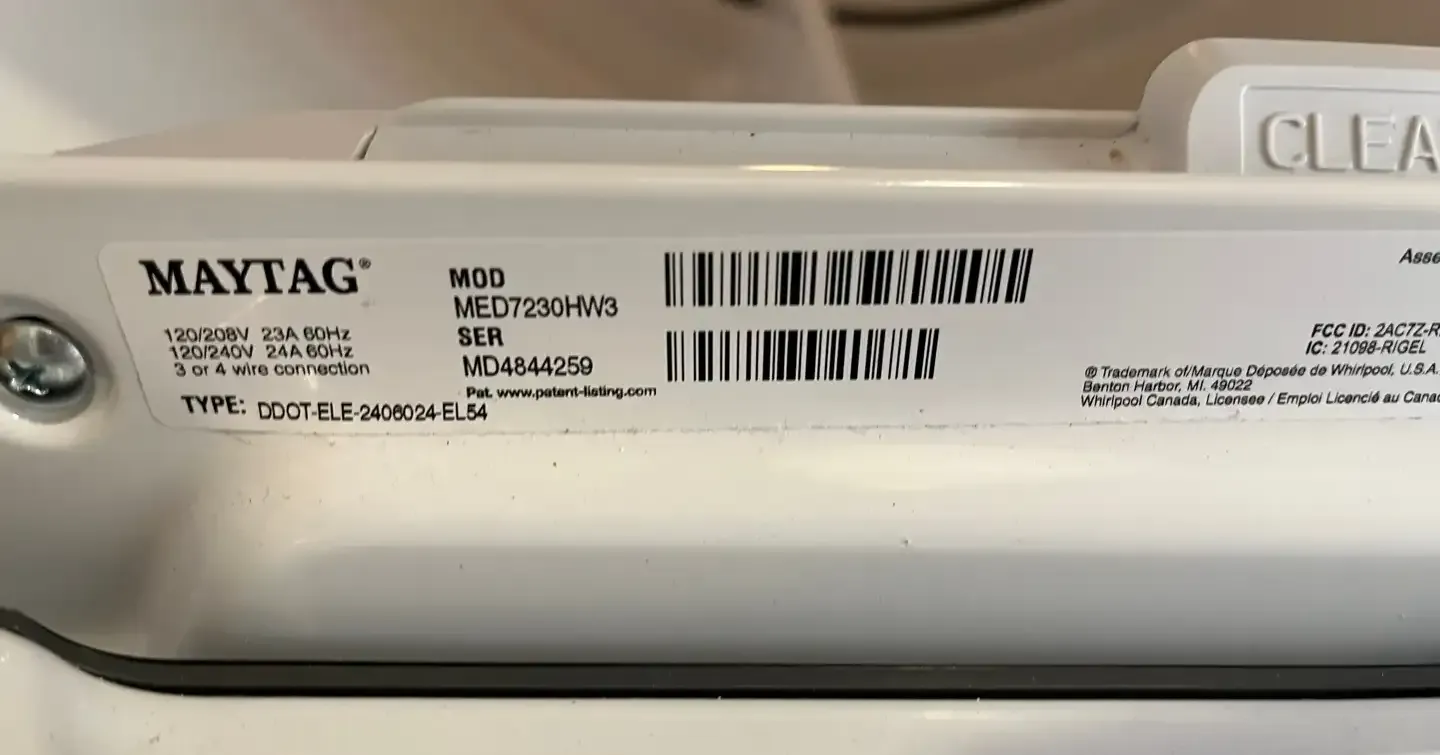 CLEA
MAYTAG®
120/208V 23A 60Hz
120/240V 24A 60Hz
3 or 4 wire connection
TYPE: DDOT-ELE-2406024-EL54
MOD
MED7230HW3
SER
MD4844259
Pat. www.patent-listing.com
Asse
FCC ID: 2AC7Z-R
IC: 21098-RIGEL
® Trademark of/Marque Déposée de Whirlpool, U.S.A.
Benton Harbor, MI. 49022
Whirlpool Canada, Licensee / Emploi Licencié au Canad